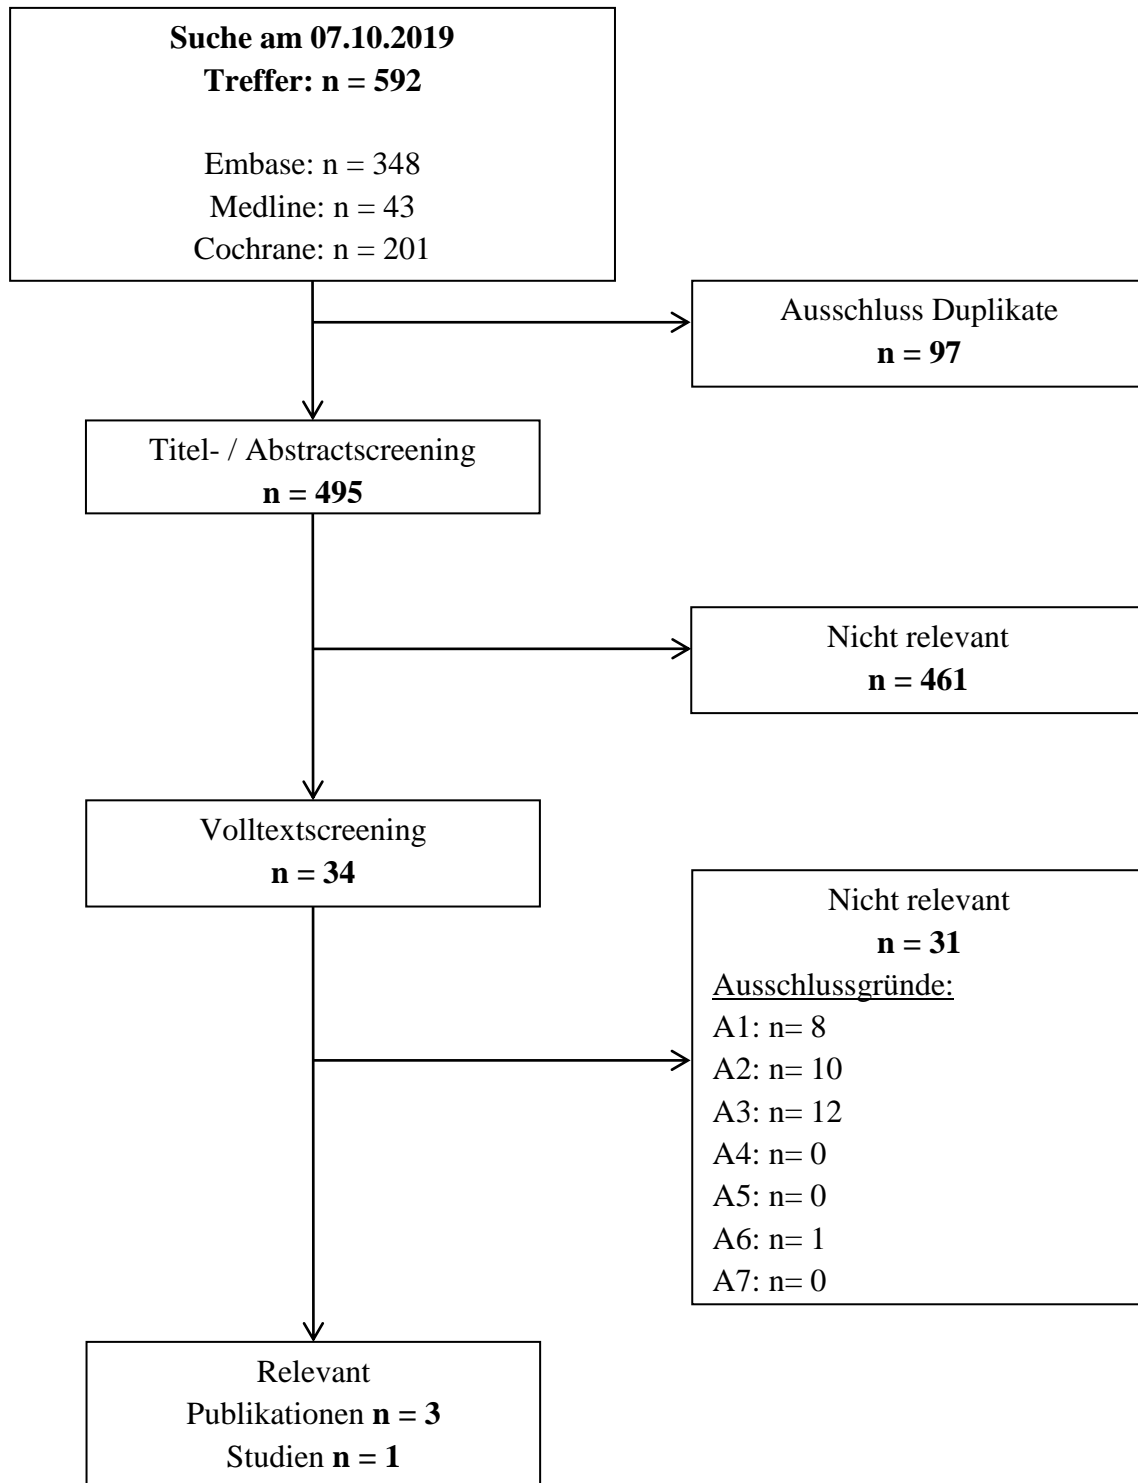 Suche am 07.10.2019
Treffer: n = 592
Embase: n = 348
Medline: n = 43
Cochrane: n = 201
Ausschluss Duplikate
n = 97
Titel- / Abstractscreening
n = 495
Nicht relevant
n = 461
Volltextscreening
n = 34
Nicht relevant
n = 31
Ausschlussgründe:
A1: n= 8
A2: n= 10
A3: n= 12
A4: n= 0
A5: n= 0
A6: n= 1
A7: n= 0
Relevant
Publikationen n = 3
Studien n = 1